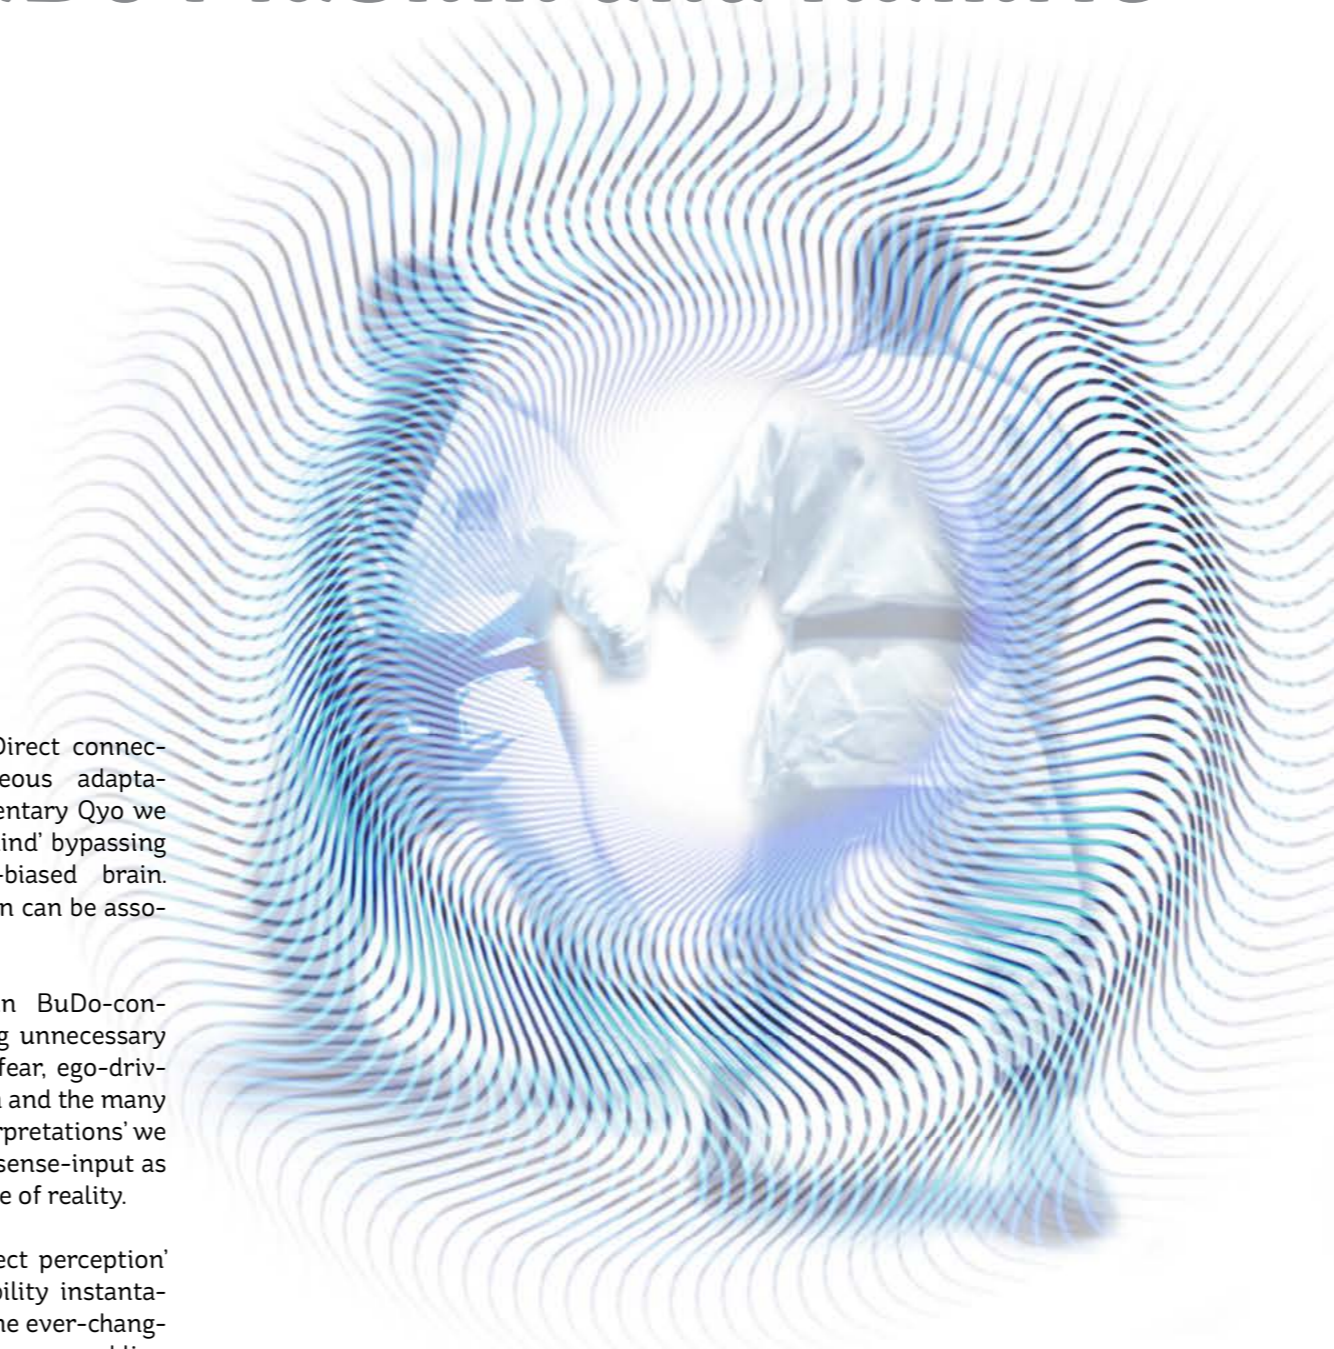 and
Direct connec-
eous adapta-
entary Qyo we
ind’ bypassing
-biased brain.
n can be asso-
n BuDo-con-
g unnecessary
fear, ego-driv-
n and the many
rpretations’ we
sense-input as
e of reality.
ect perception’
bility instanta-
he ever-chang-